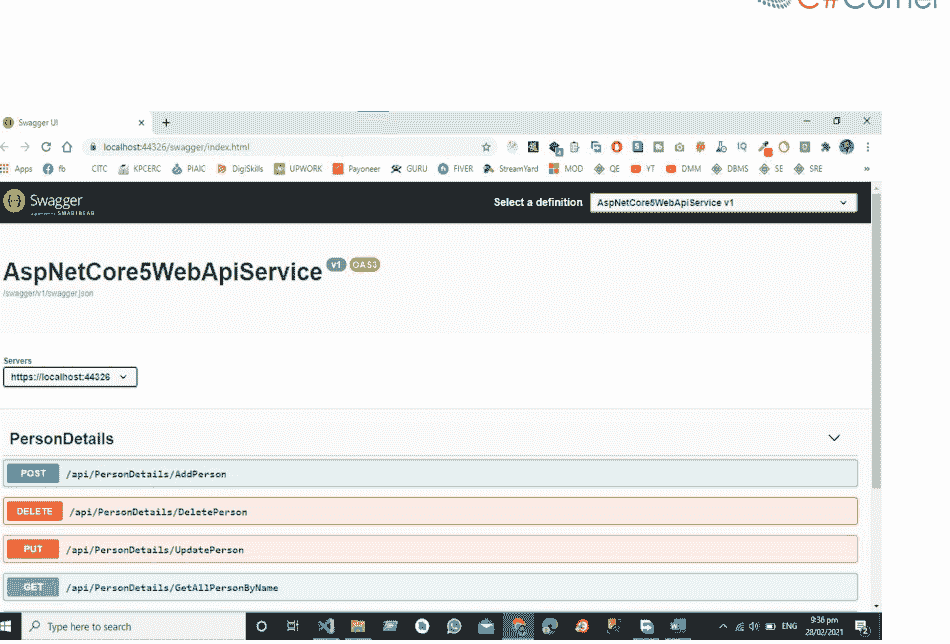 C# Corner
Swagger UI
localhost:44326/swagger/index.html
Apps fb CITC KPCERC PIAIC DigiSkills UPWORK Payoneer GURU FIVER StreamYard MOD QE YT DMM DBMS SE SRE »
Swagger Select a definition AspNetCore5WebApiService v1
SMARTBEAR
AspNetCore5WebApiService v1 OAS3
/swagger/v1/swagger.json
Servers
https://localhost:44326
PersonDetails
POST /api/PersonDetails/AddPerson
DELETE /api/PersonDetails/DeletePerson
PUT /api/PersonDetails/UpdatePerson
GET /api/PersonDetails/GetAllPersonByName
Type here to search
ENG
9:36 pm
28/02/2021
2